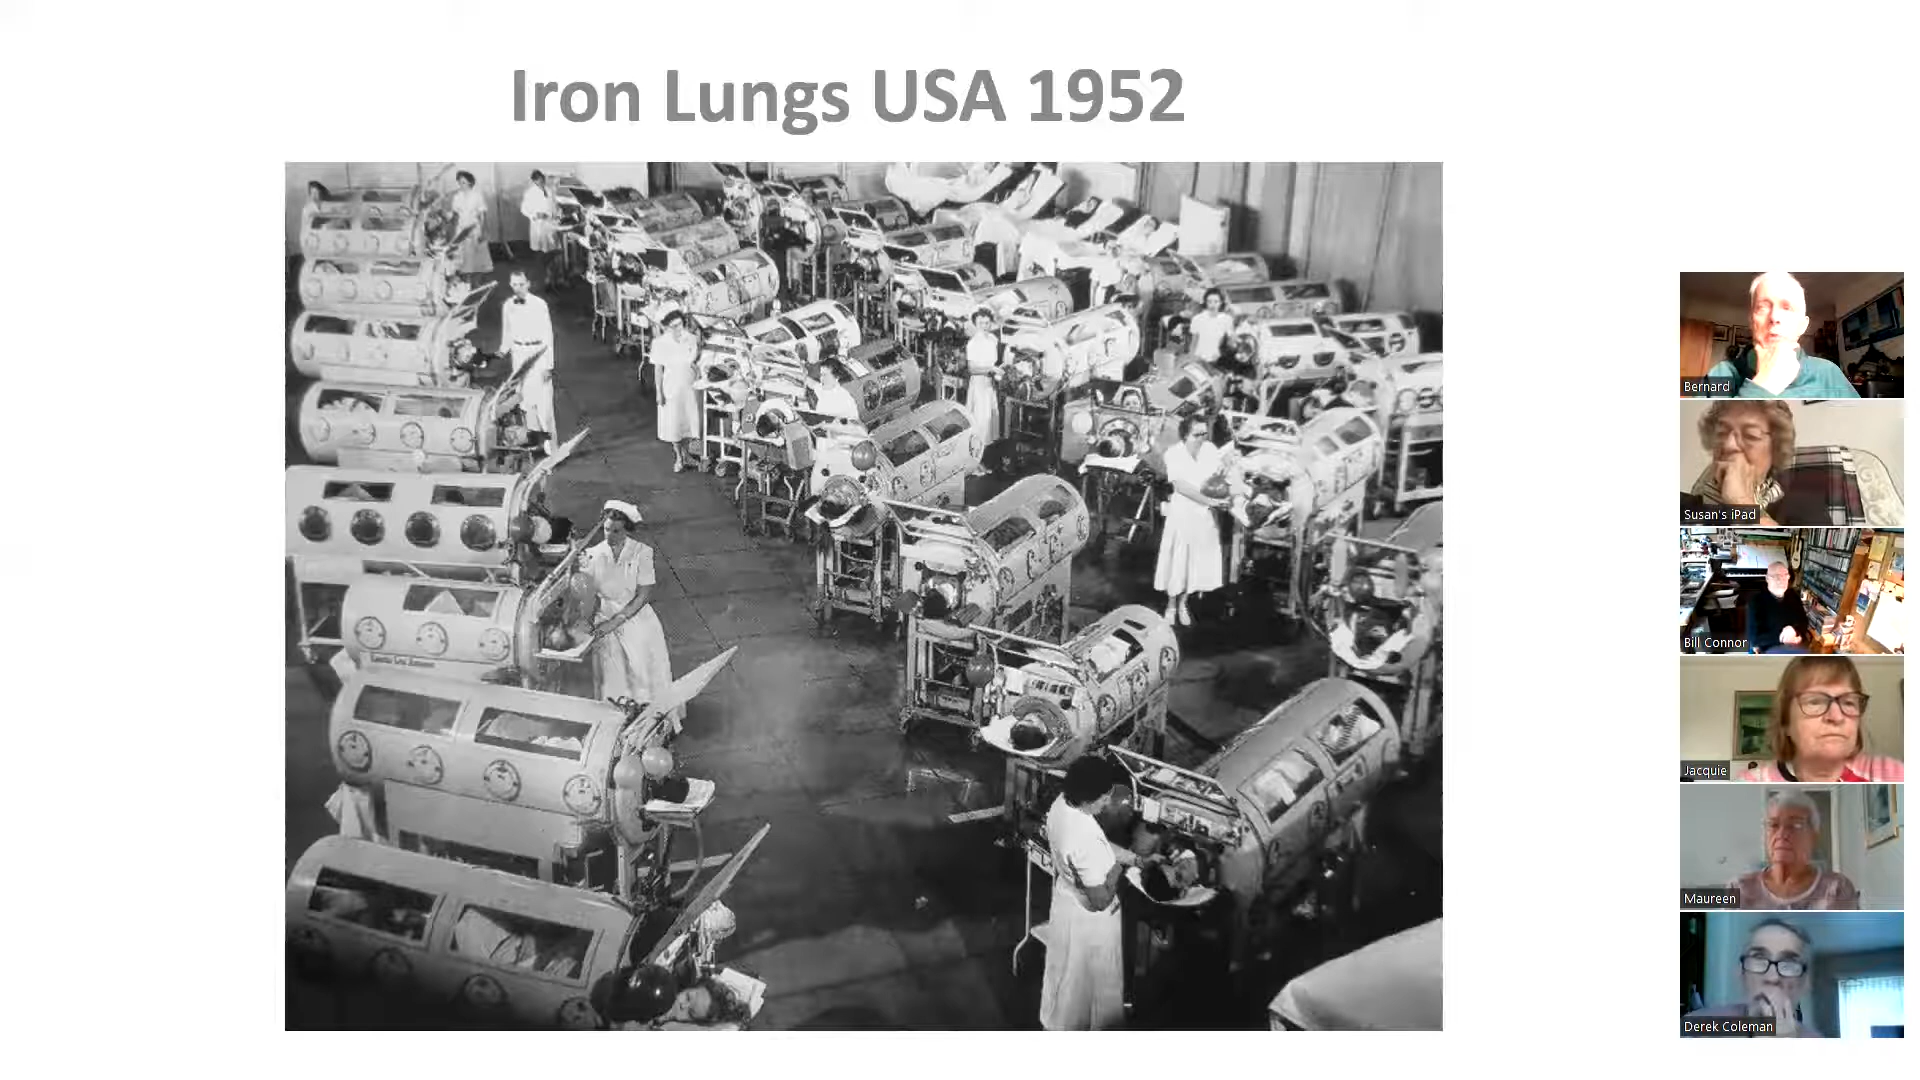 Iron Lungs USA 1952
Bernard
Susan's iPad
Bill Connor
Jacquie
Maureen
Derek Coleman